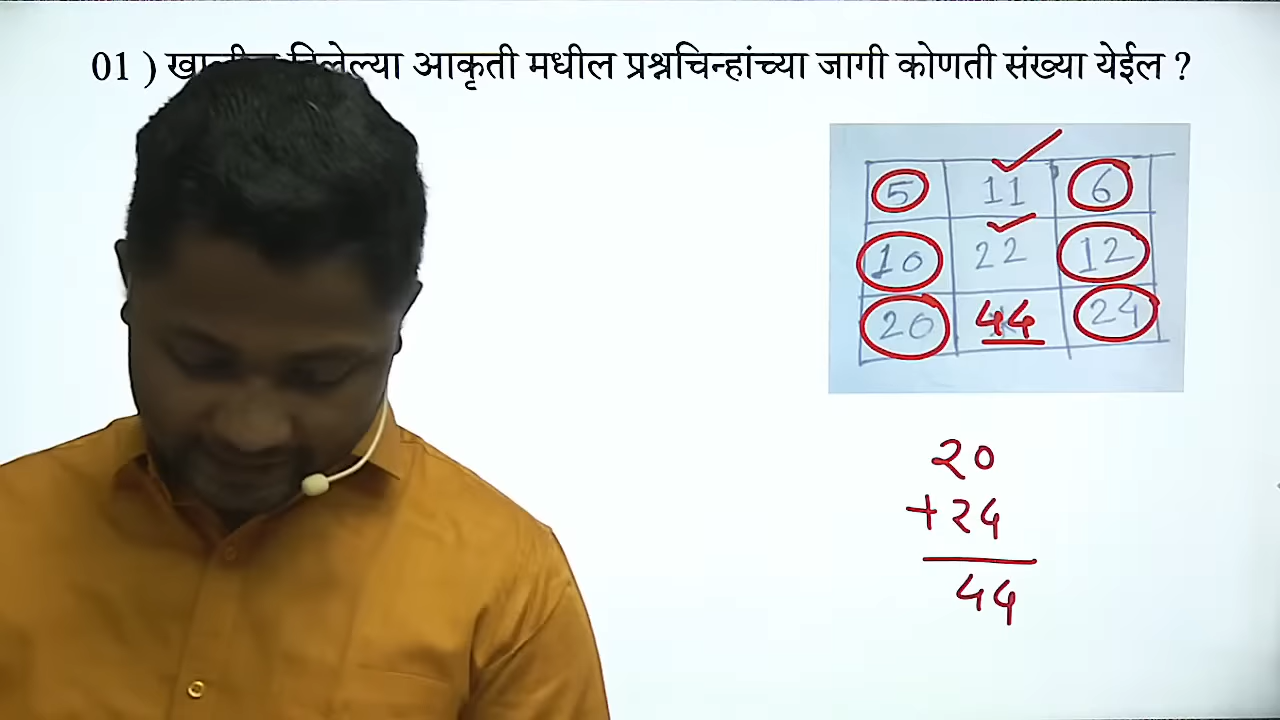 01 ) दिलेल्या आकृती मधील प्रश्नचिन्हांच्या जागी कोणती संख्या येईल ?
5 11 6
10 22 12
20 44 24
20
+24
44